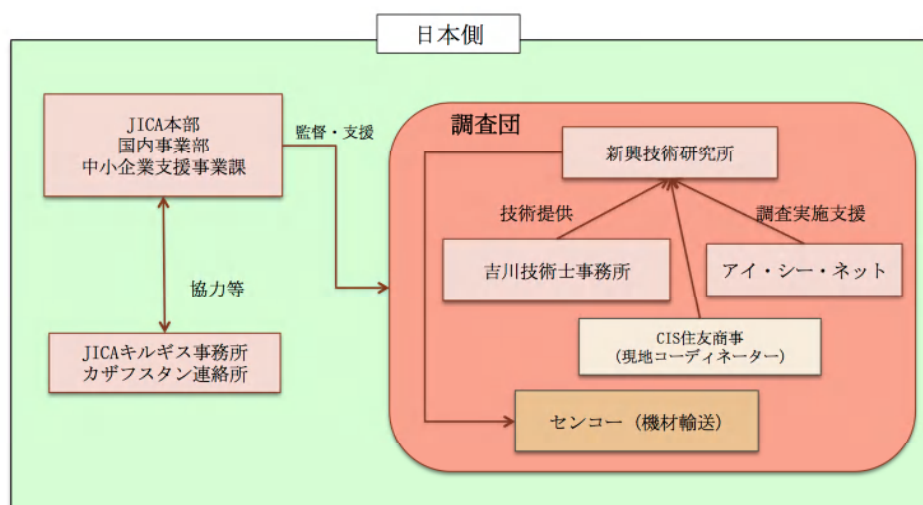 日本側
JICA本部
国内事業部
中小企業支援事業課
監督・支援
協力等
JICAキルギス事務所
カザフスタン連絡所
調査団
新興技術研究所
技術提供
調査実施支援
吉川技術士事務所
アイ・シー・ネット
CIS住友商事
(現地コーディネーター)
センコー（機材輸送）